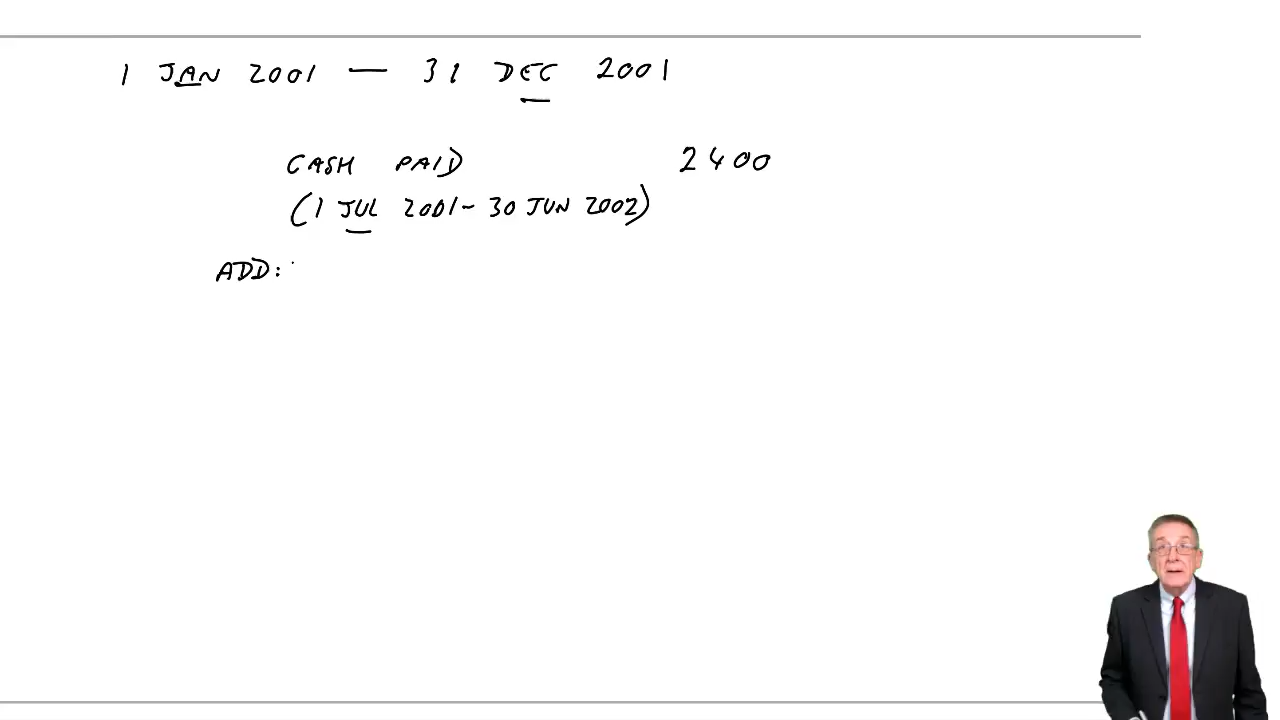 1 JAN 2001 — 31 DEC 2001
CASH PAID 2400
(1 JUL 2001 - 30 JUN 2002)
ADD: